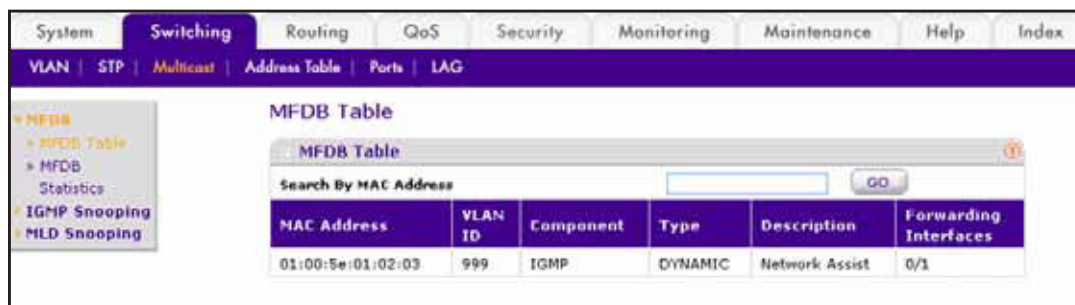 System Switching Routing QoS Security Monitoring Maintenance Help Index
VLAN | STP | Multicast | Address Table | Ports | LAG
MFDB
MFDB Table
MFDB
Statistics
IGMP Snooping
MLD Snooping
MFDB Table
MFDB Table
Search By MAC Address GO
MAC Address VLAN ID Component Type Description Forwarding Interfaces
01:00:5e:01:02:03 999 IGMP DYNAMIC Network Assist 0/1